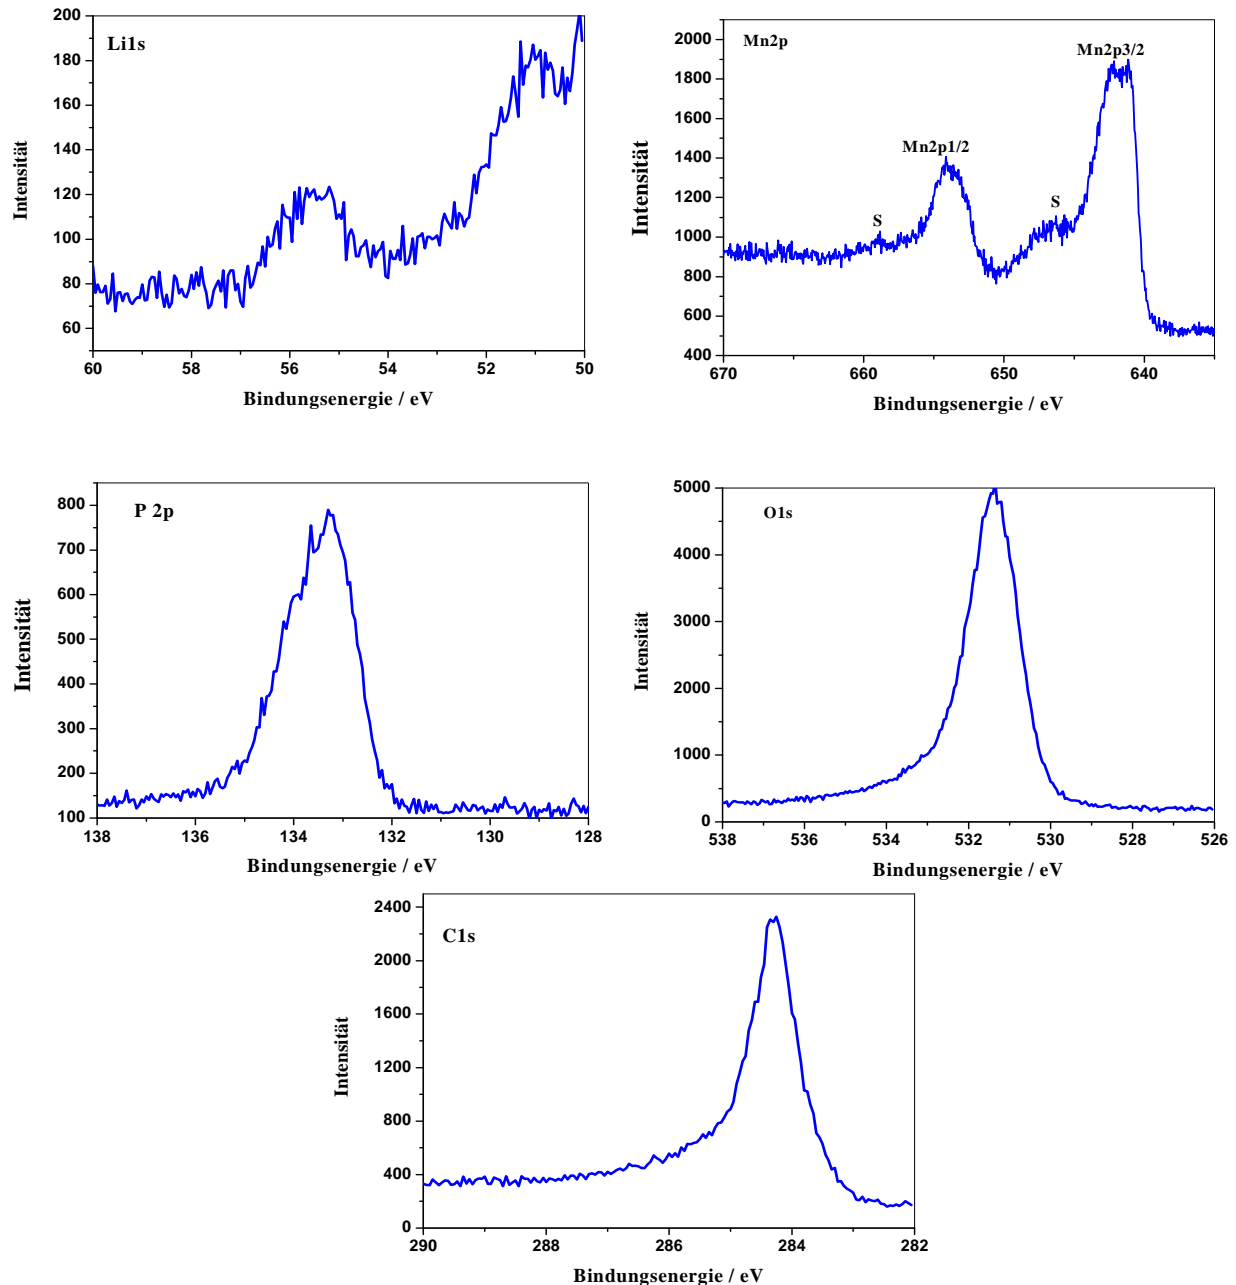 Li1s
Intensität
200
180
160
140
120
100
80
60
60 58 56 54 52 50
Bindungsenergie / eV
Mn2p
Mn2p3/2
Mn2p1/2
S
S
Intensität
2000
1800
1600
1400
1200
1000
800
600
400
670 660 650 640
Bindungsenergie / eV
P 2p
Intensität
800
700
600
500
400
300
200
100
138 136 134 132 130 128
Bindungsenergie / eV
O1s
Intensität
5000
4000
3000
2000
1000
0
538 536 534 532 530 528 526
Bindungsenergie / eV
C1s
Intensität
2400
2000
1600
1200
800
400
0
290 288 286 284 282
Bindungsenergie / eV